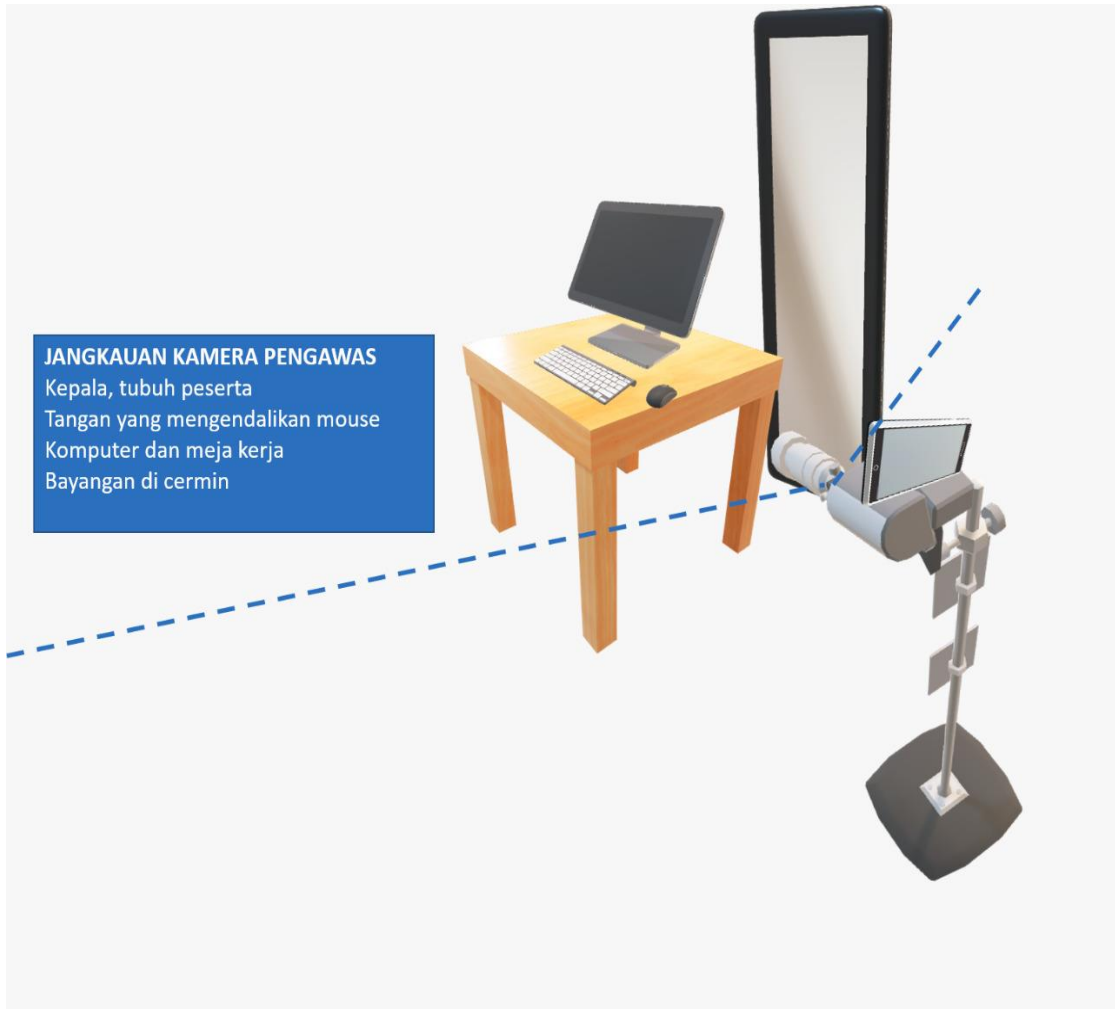 JANGKAUAN KAMERA PENGAWAS
Kepala, tubuh peserta
Tangan yang mengendalikan mouse
Komputer dan meja kerja
Bayangan di cermin